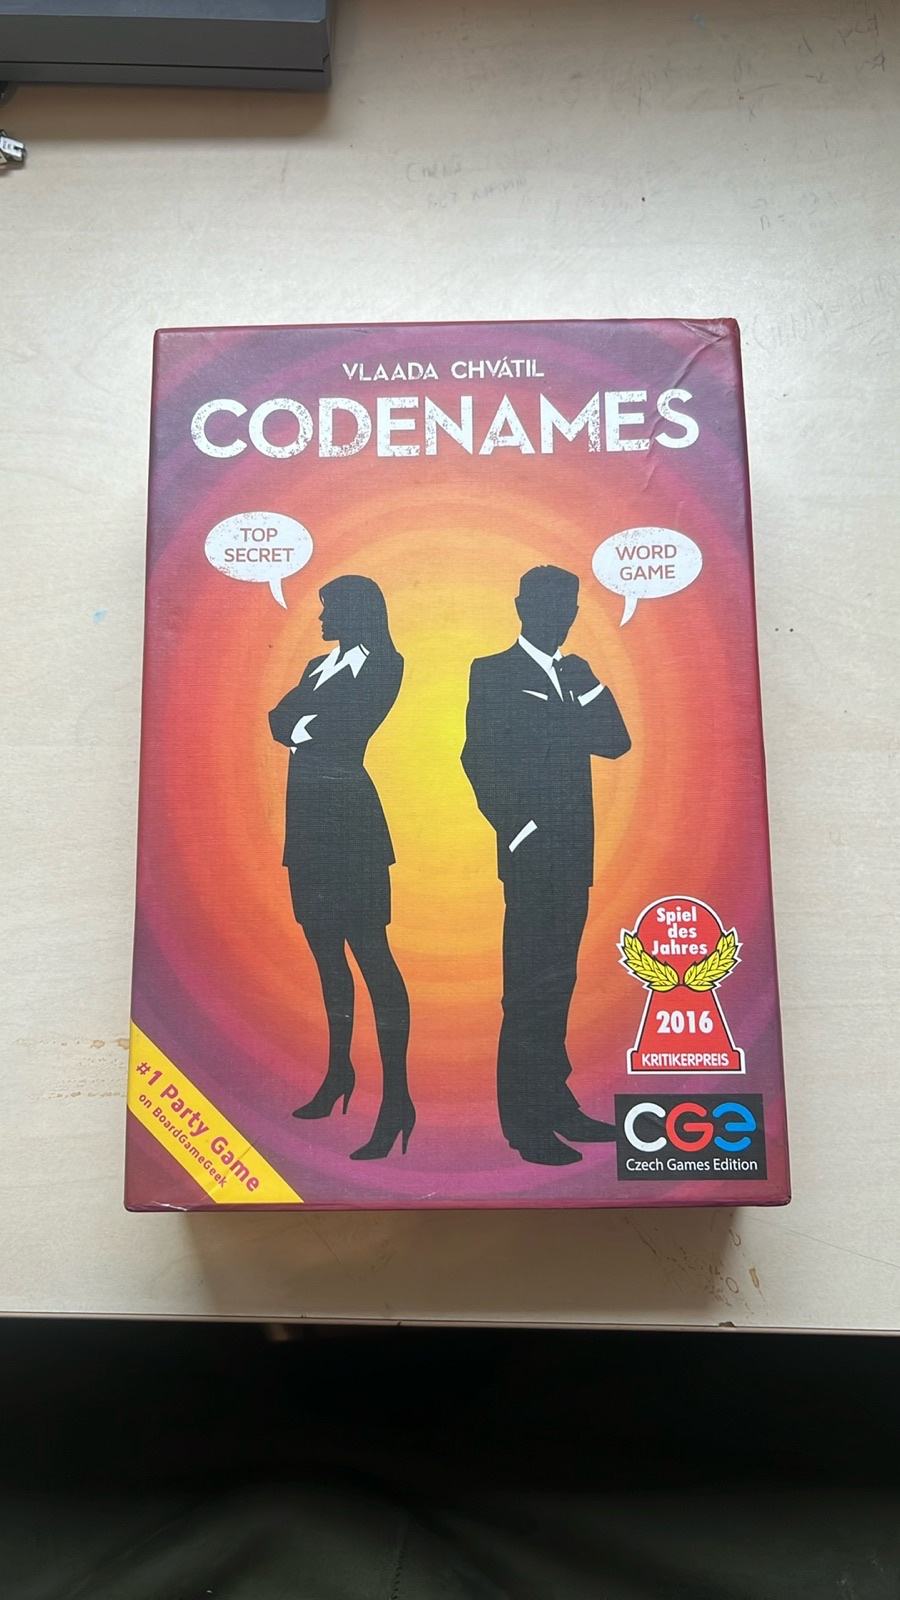 VLAADA CHVÁTIL
CODENAMES
TOP
SECRET
WORD
GAME
Spiel
des
Jahres
2016
KRITIKERPREIS
#1 Party Game
on BoardGameGeek
CGE
Czech Games Edition